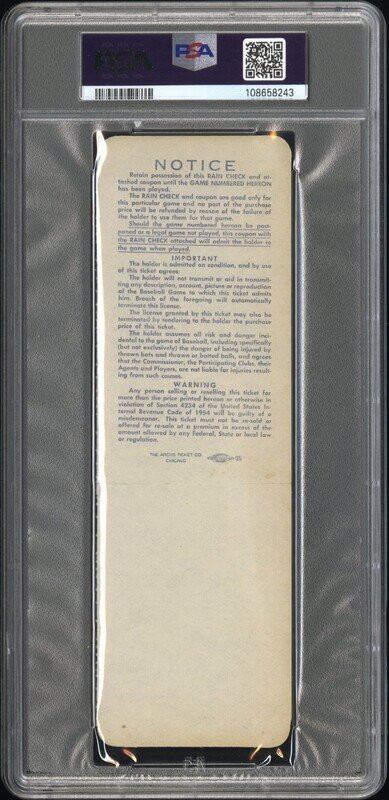 PSA
108658243
NOTICE
Retain possession of this RAIN CHECK and at-
tached coupon until the GAME NUMBERED HEREON
has been played.
The RAIN CHECK and coupon are good only for
this particular game and no part of the purchase
price will be refunded by reason of the failure of
the holder to use them for that game.
Should the game numbered hereon be post-
poned or a legal game not played, this coupon with
the RAIN CHECK attached will admit the holder to
the game when played.
IMPORTANT
The holder is admitted on condition, and by use
of this ticket agrees:
The holder will not transmit or aid in transmit-
ting any description, account, picture or reproduction
of the Baseball Game to which this ticket admits
him. Breach of the foregoing will automatically
terminate this license.
The license granted by this ticket may also be
terminated by tendering to the holder the purchase
price of this ticket.
The holder assumes all risk and danger inci-
dental to the game of Baseball, including specifically
(but not exclusively) the danger of being injured by
thrown bats and thrown or batted balls, and agrees
that the Commissioner, the Participating Clubs, their
Agents and Players, are not liable for injuries result-
ing from such causes.
WARNING
Any person selling or reselling this ticket for
more than the price printed hereon or otherwise in
violation of Section 4234 of the United States In-
ternal Revenue Code of 1954 will be guilty of a
misdemeanor. This ticket must not be re-sold or
offered for re-sale at a premium in excess of the
amount allowed by any Federal, State or local law
or regulation.
THE ARCUS TICKET CO.
CHICAGO